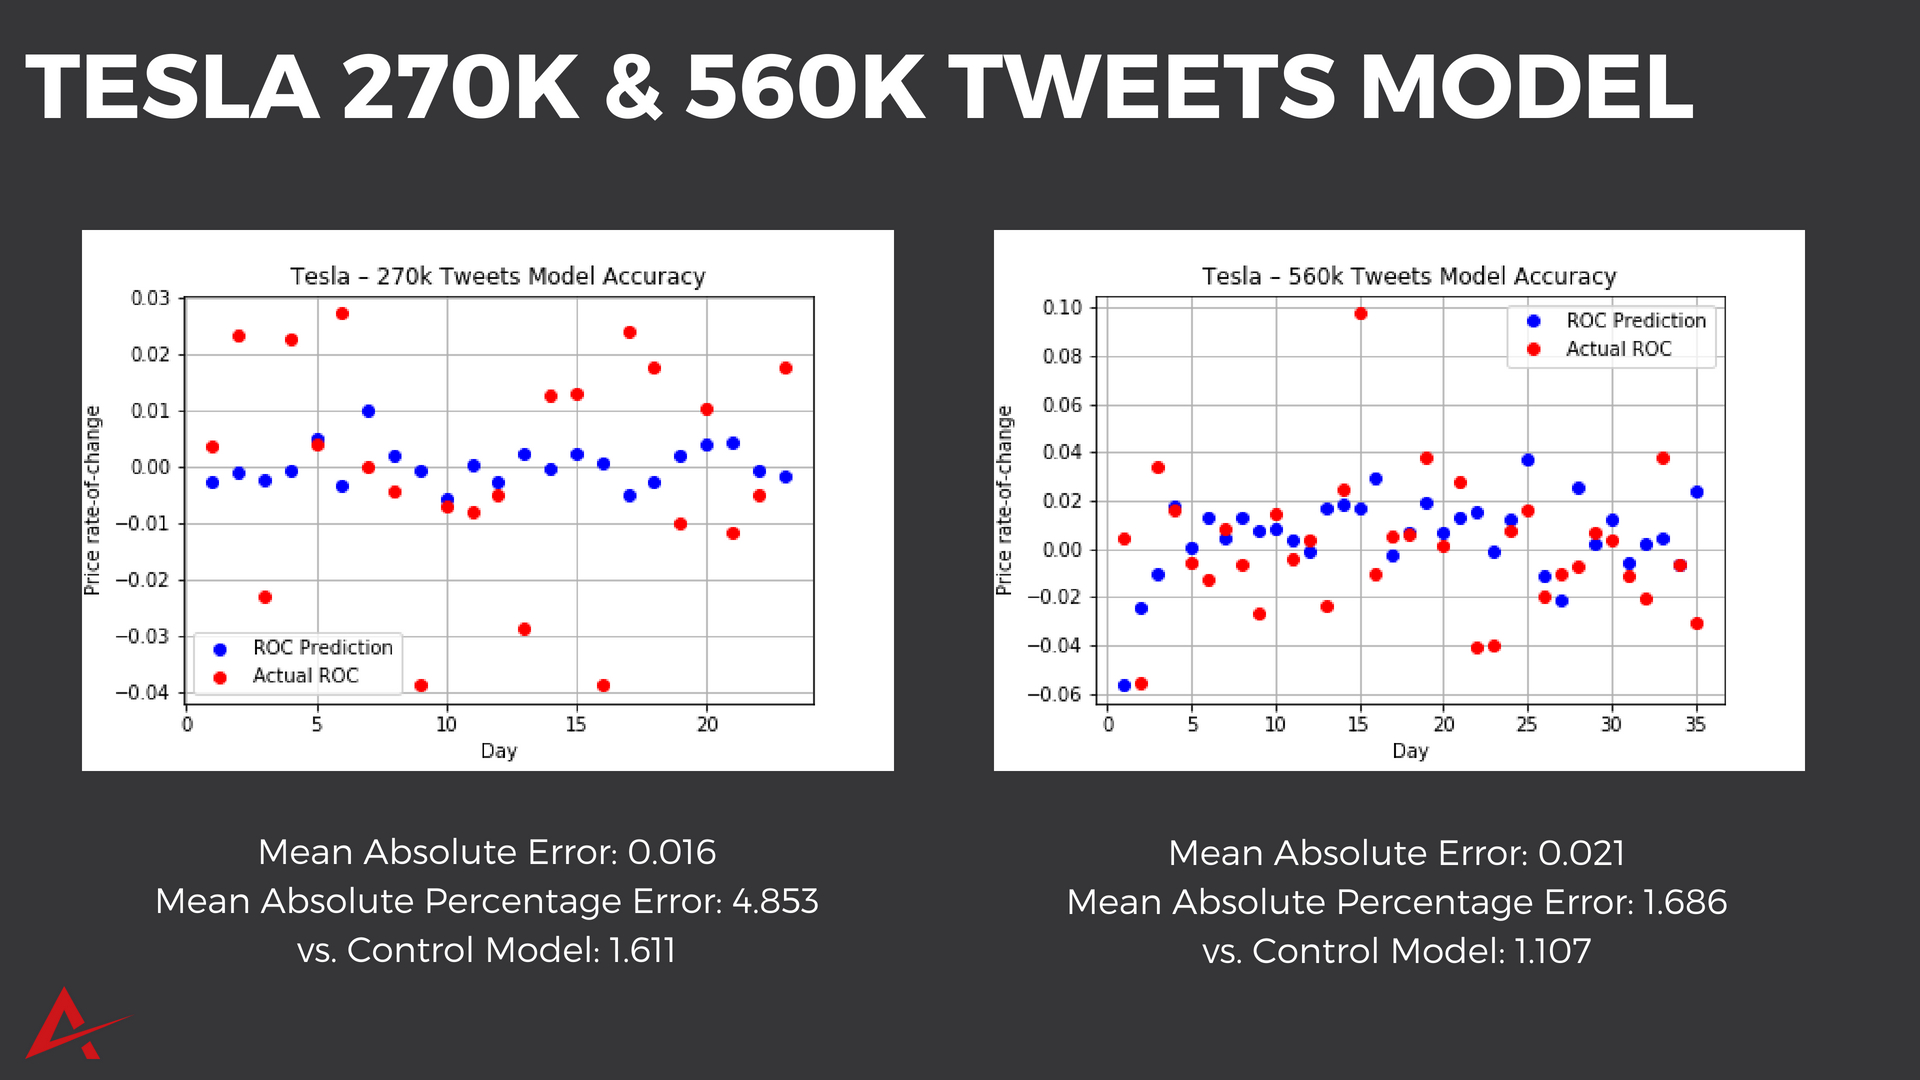 TESLA 270K & 560K TWEETS MODEL
Tesla – 270k Tweets Model Accuracy
0.03
0.02
0.01
0.00
−0.01
−0.02
−0.03
−0.04
Price rate-of-change
ROC Prediction
Actual ROC
0 5 10 15 20
Day
Tesla – 560k Tweets Model Accuracy
0.10
0.08
0.06
0.04
0.02
0.00
−0.02
−0.04
−0.06
Price rate-of-change
ROC Prediction
Actual ROC
0 5 10 15 20 25 30 35
Day
Mean Absolute Error: 0.016
Mean Absolute Percentage Error: 4.853
vs. Control Model: 1.611
Mean Absolute Error: 0.021
Mean Absolute Percentage Error: 1.686
vs. Control Model: 1.107